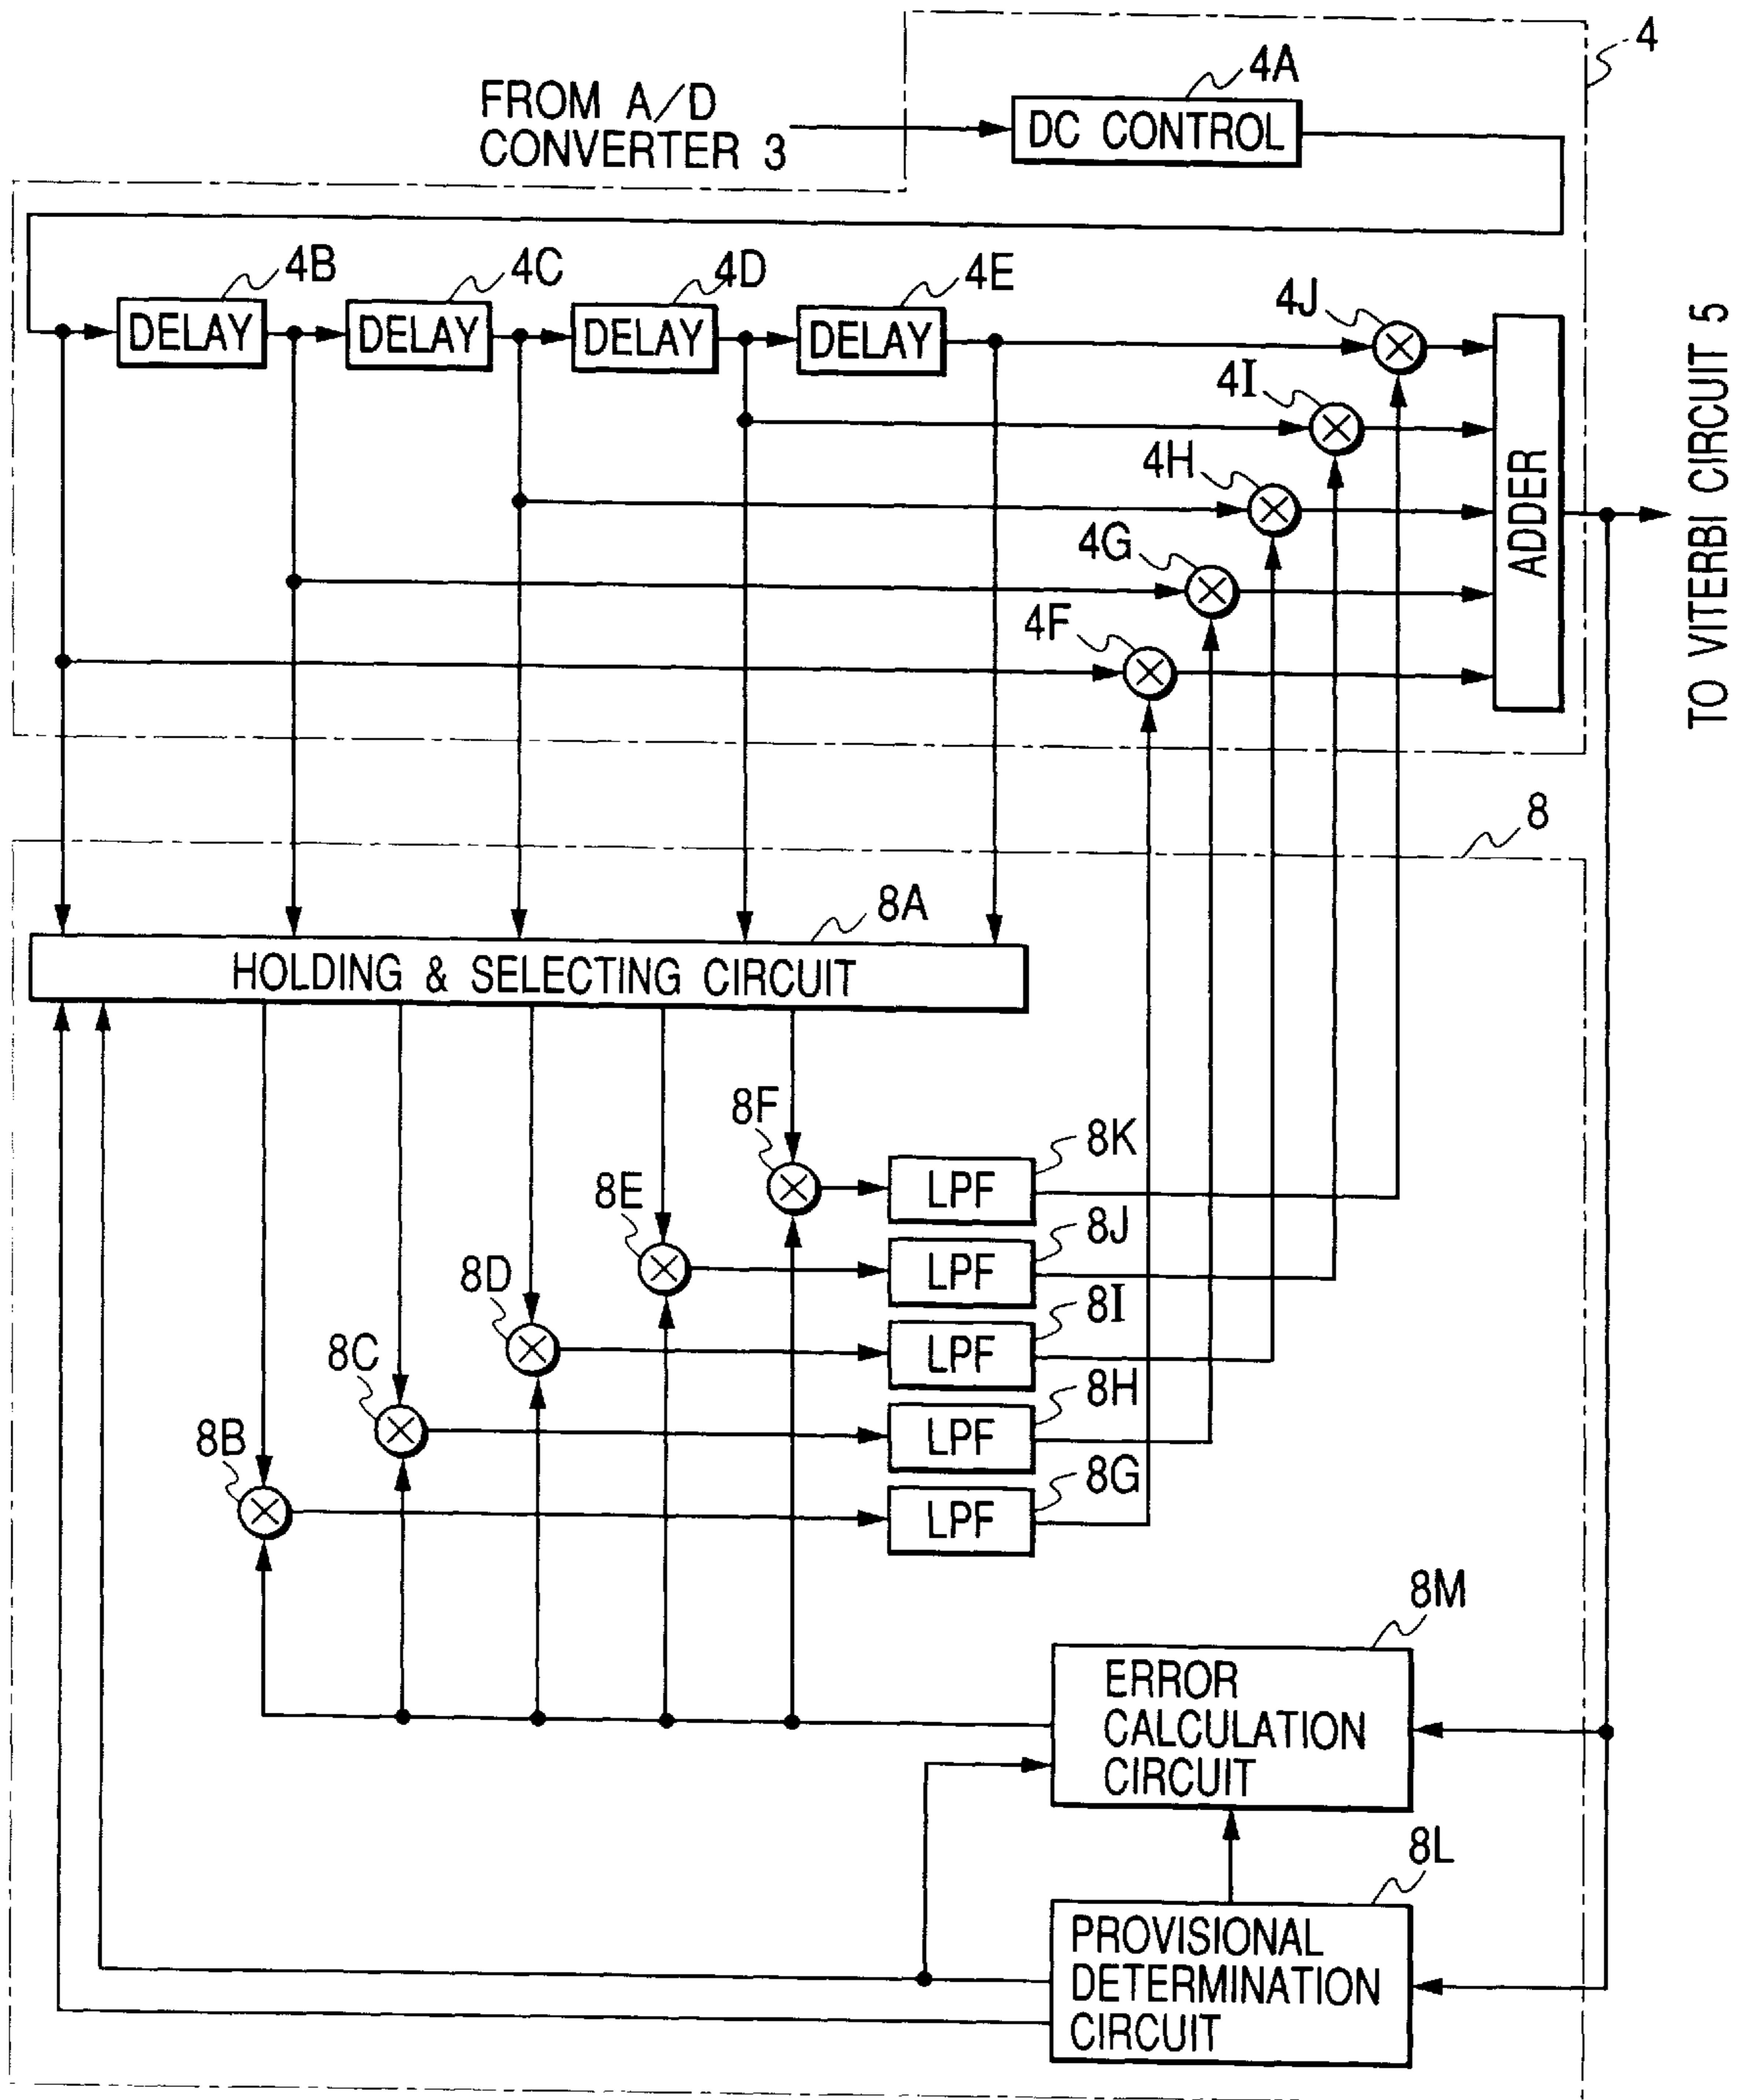 4
4A
FROM A/D
CONVERTER 3
DC CONTROL
4B
4C
4D
4E
4J
DELAY
DELAY
DELAY
DELAY
4I
4H
4G
4F
ADDER
TO VITERBI CIRCUIT 5
8
8A
HOLDING & SELECTING CIRCUIT
8F
8K
LPF
8E
8J
LPF
8D
8I
LPF
8C
8H
LPF
8B
8G
LPF
8M
ERROR
CALCULATION
CIRCUIT
8L
PROVISIONAL
DETERMINATION
CIRCUIT